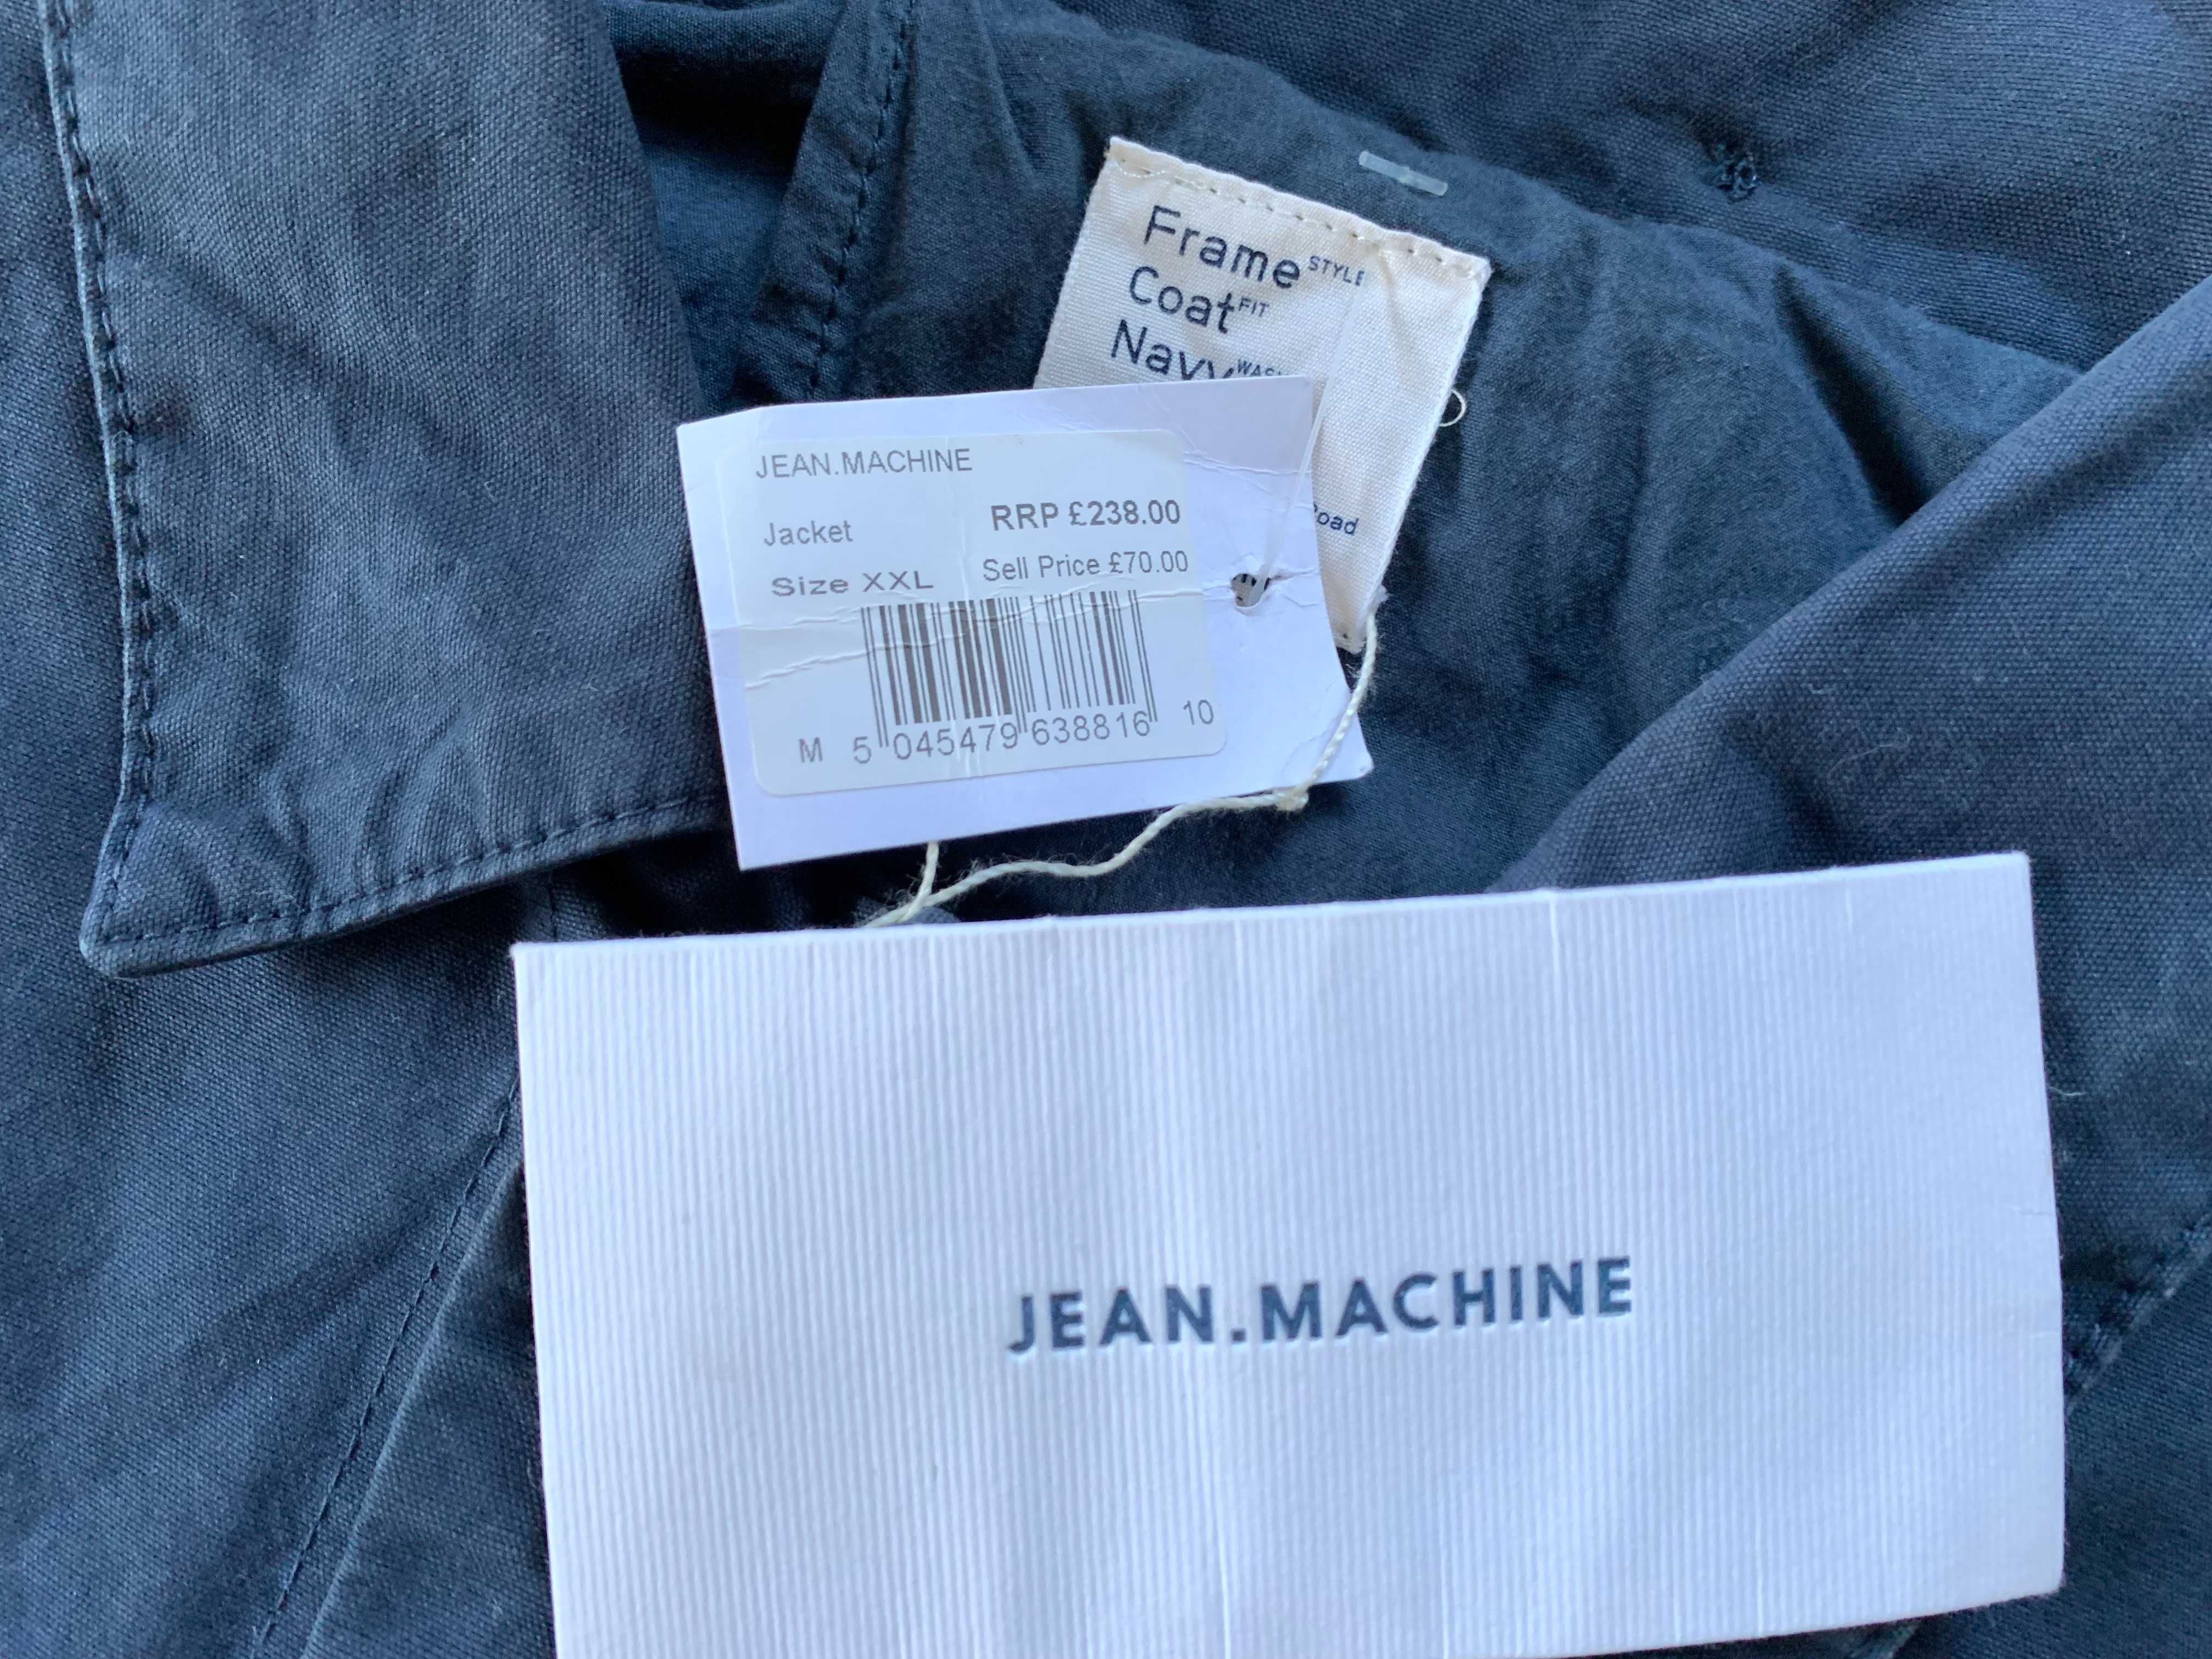 Frame STYLE
Coat FIT
Navy
JEAN.MACHINE
Jacket RRP £238.00
Size XXL Sell Price £70.00
M 5 045479 638816 10
JEAN.MACHINE